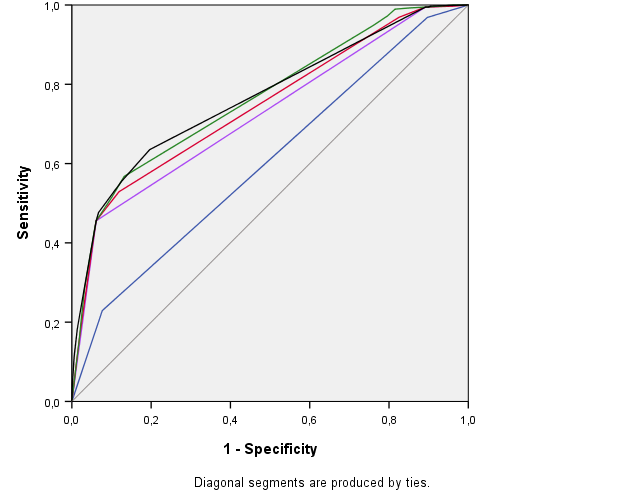 1,0
0,8
0,6
0,4
0,2
0,0
Sensitivity
0,0 0,2 0,4 0,6 0,8 1,0
1 - Specificity
Diagonal segments are produced by ties.